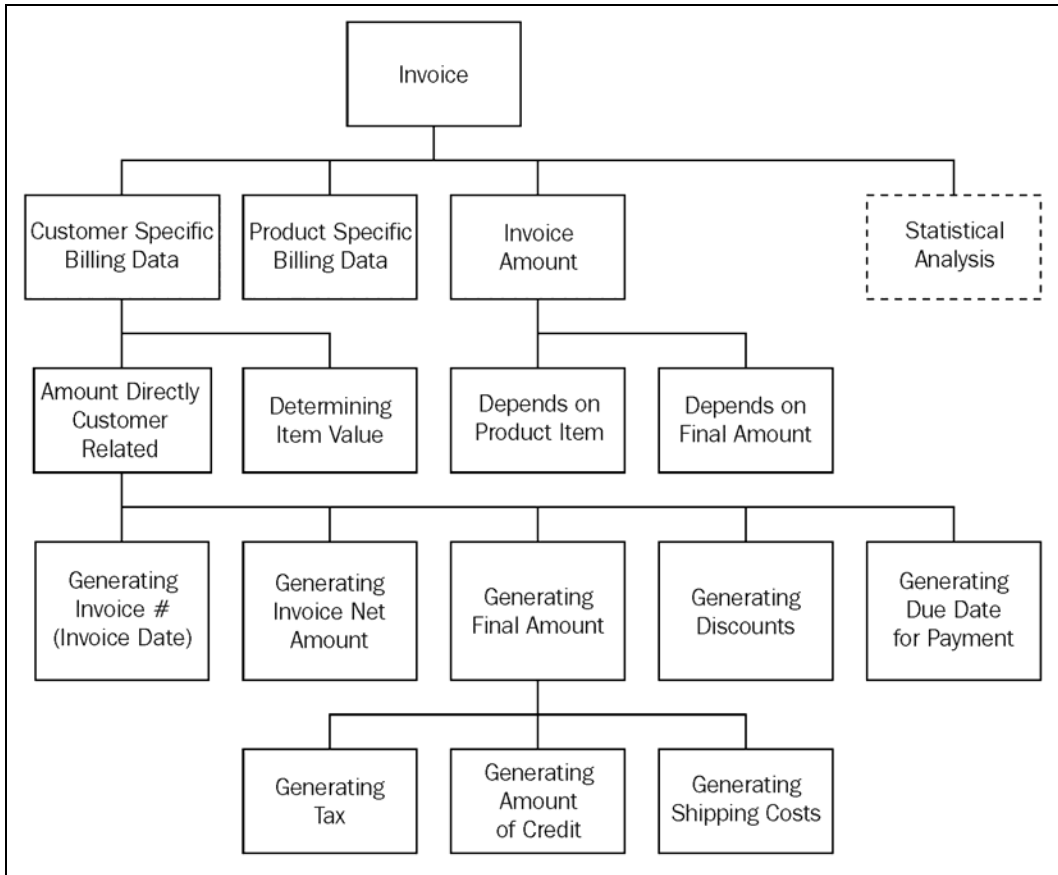 Invoice
Customer Specific
Billing Data
Product Specific
Billing Data
Invoice
Amount
Statistical
Analysis
Amount Directly
Customer
Related
Determining
Item Value
Depends on
Product Item
Depends on
Final Amount
Generating
Invoice #
(Invoice Date)
Generating
Invoice Net
Amount
Generating
Final Amount
Generating
Discounts
Generating
Due Date
for Payment
Generating
Tax
Generating
Amount
of Credit
Generating
Shipping Costs